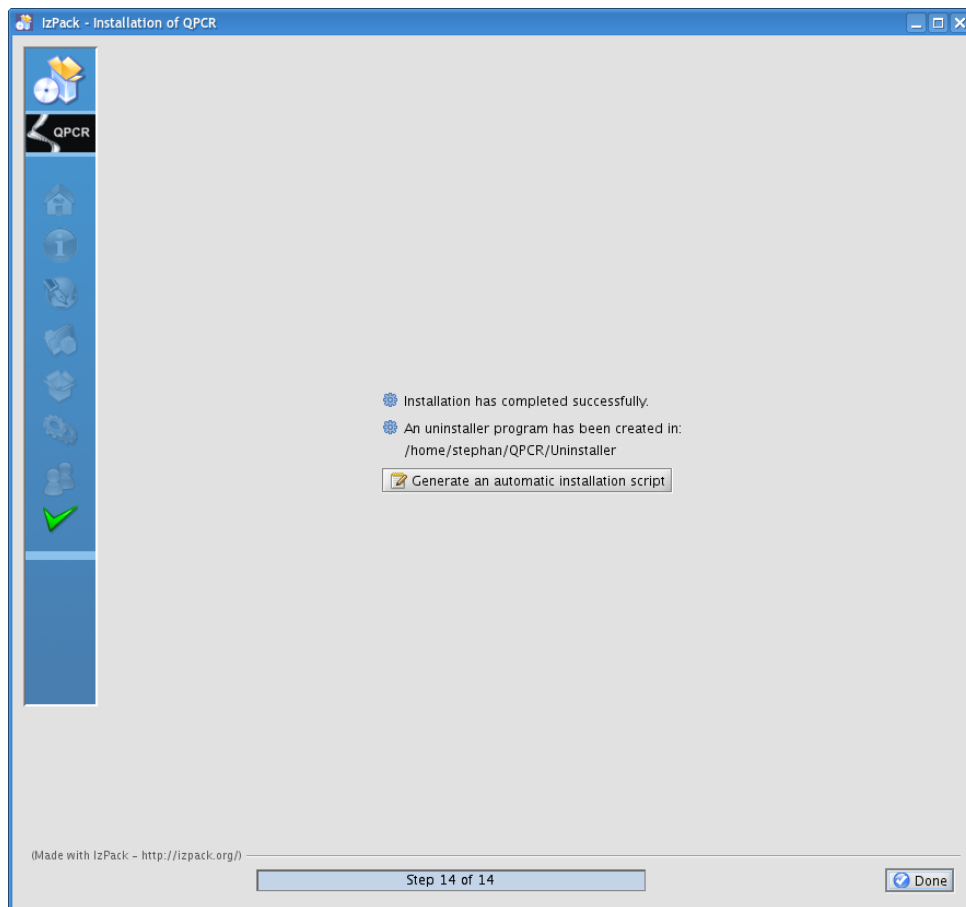 IzPack - Installation of QPCR
QPCR
Installation has completed successfully.
An uninstaller program has been created in:
/home/stephan/QPCR/Uninstaller
Generate an automatic installation script
(Made with IzPack - http://izpack.org/)
Step 14 of 14
Done